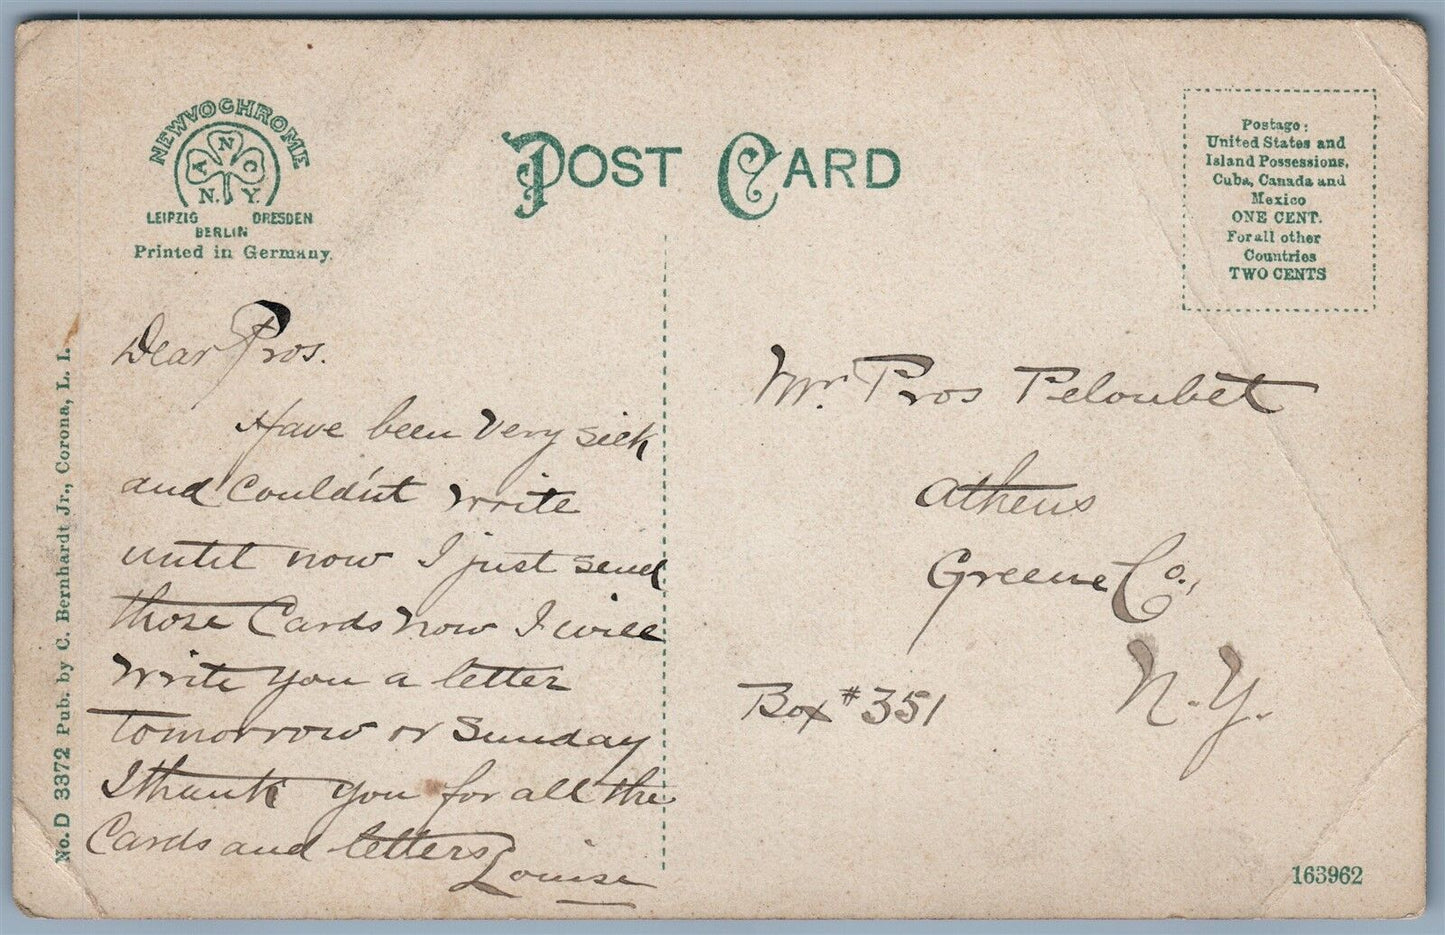 NEWVOCHROME
A N C
N. Y.
LEIPZIG DRESDEN
BERLIN
Printed in Germany.
POST CARD
Postage:
United States and
Island Possessions,
Cuba, Canada and
Mexico
ONE CENT.
For all other
Countries
TWO CENTS
No. D 3372 Pub. by C. Bernhardt Jr., Corona, L. I.
Dear Pros.
Have been very sick
and could'nt write
until now I just send
those Cards now I will
write you a letter
tomorrow or Sunday
I thank you for all the
Cards and letters
Louise
Mr. Pros Peloubet
Athens
Greene Co.,
N.Y.
Box #351
163962